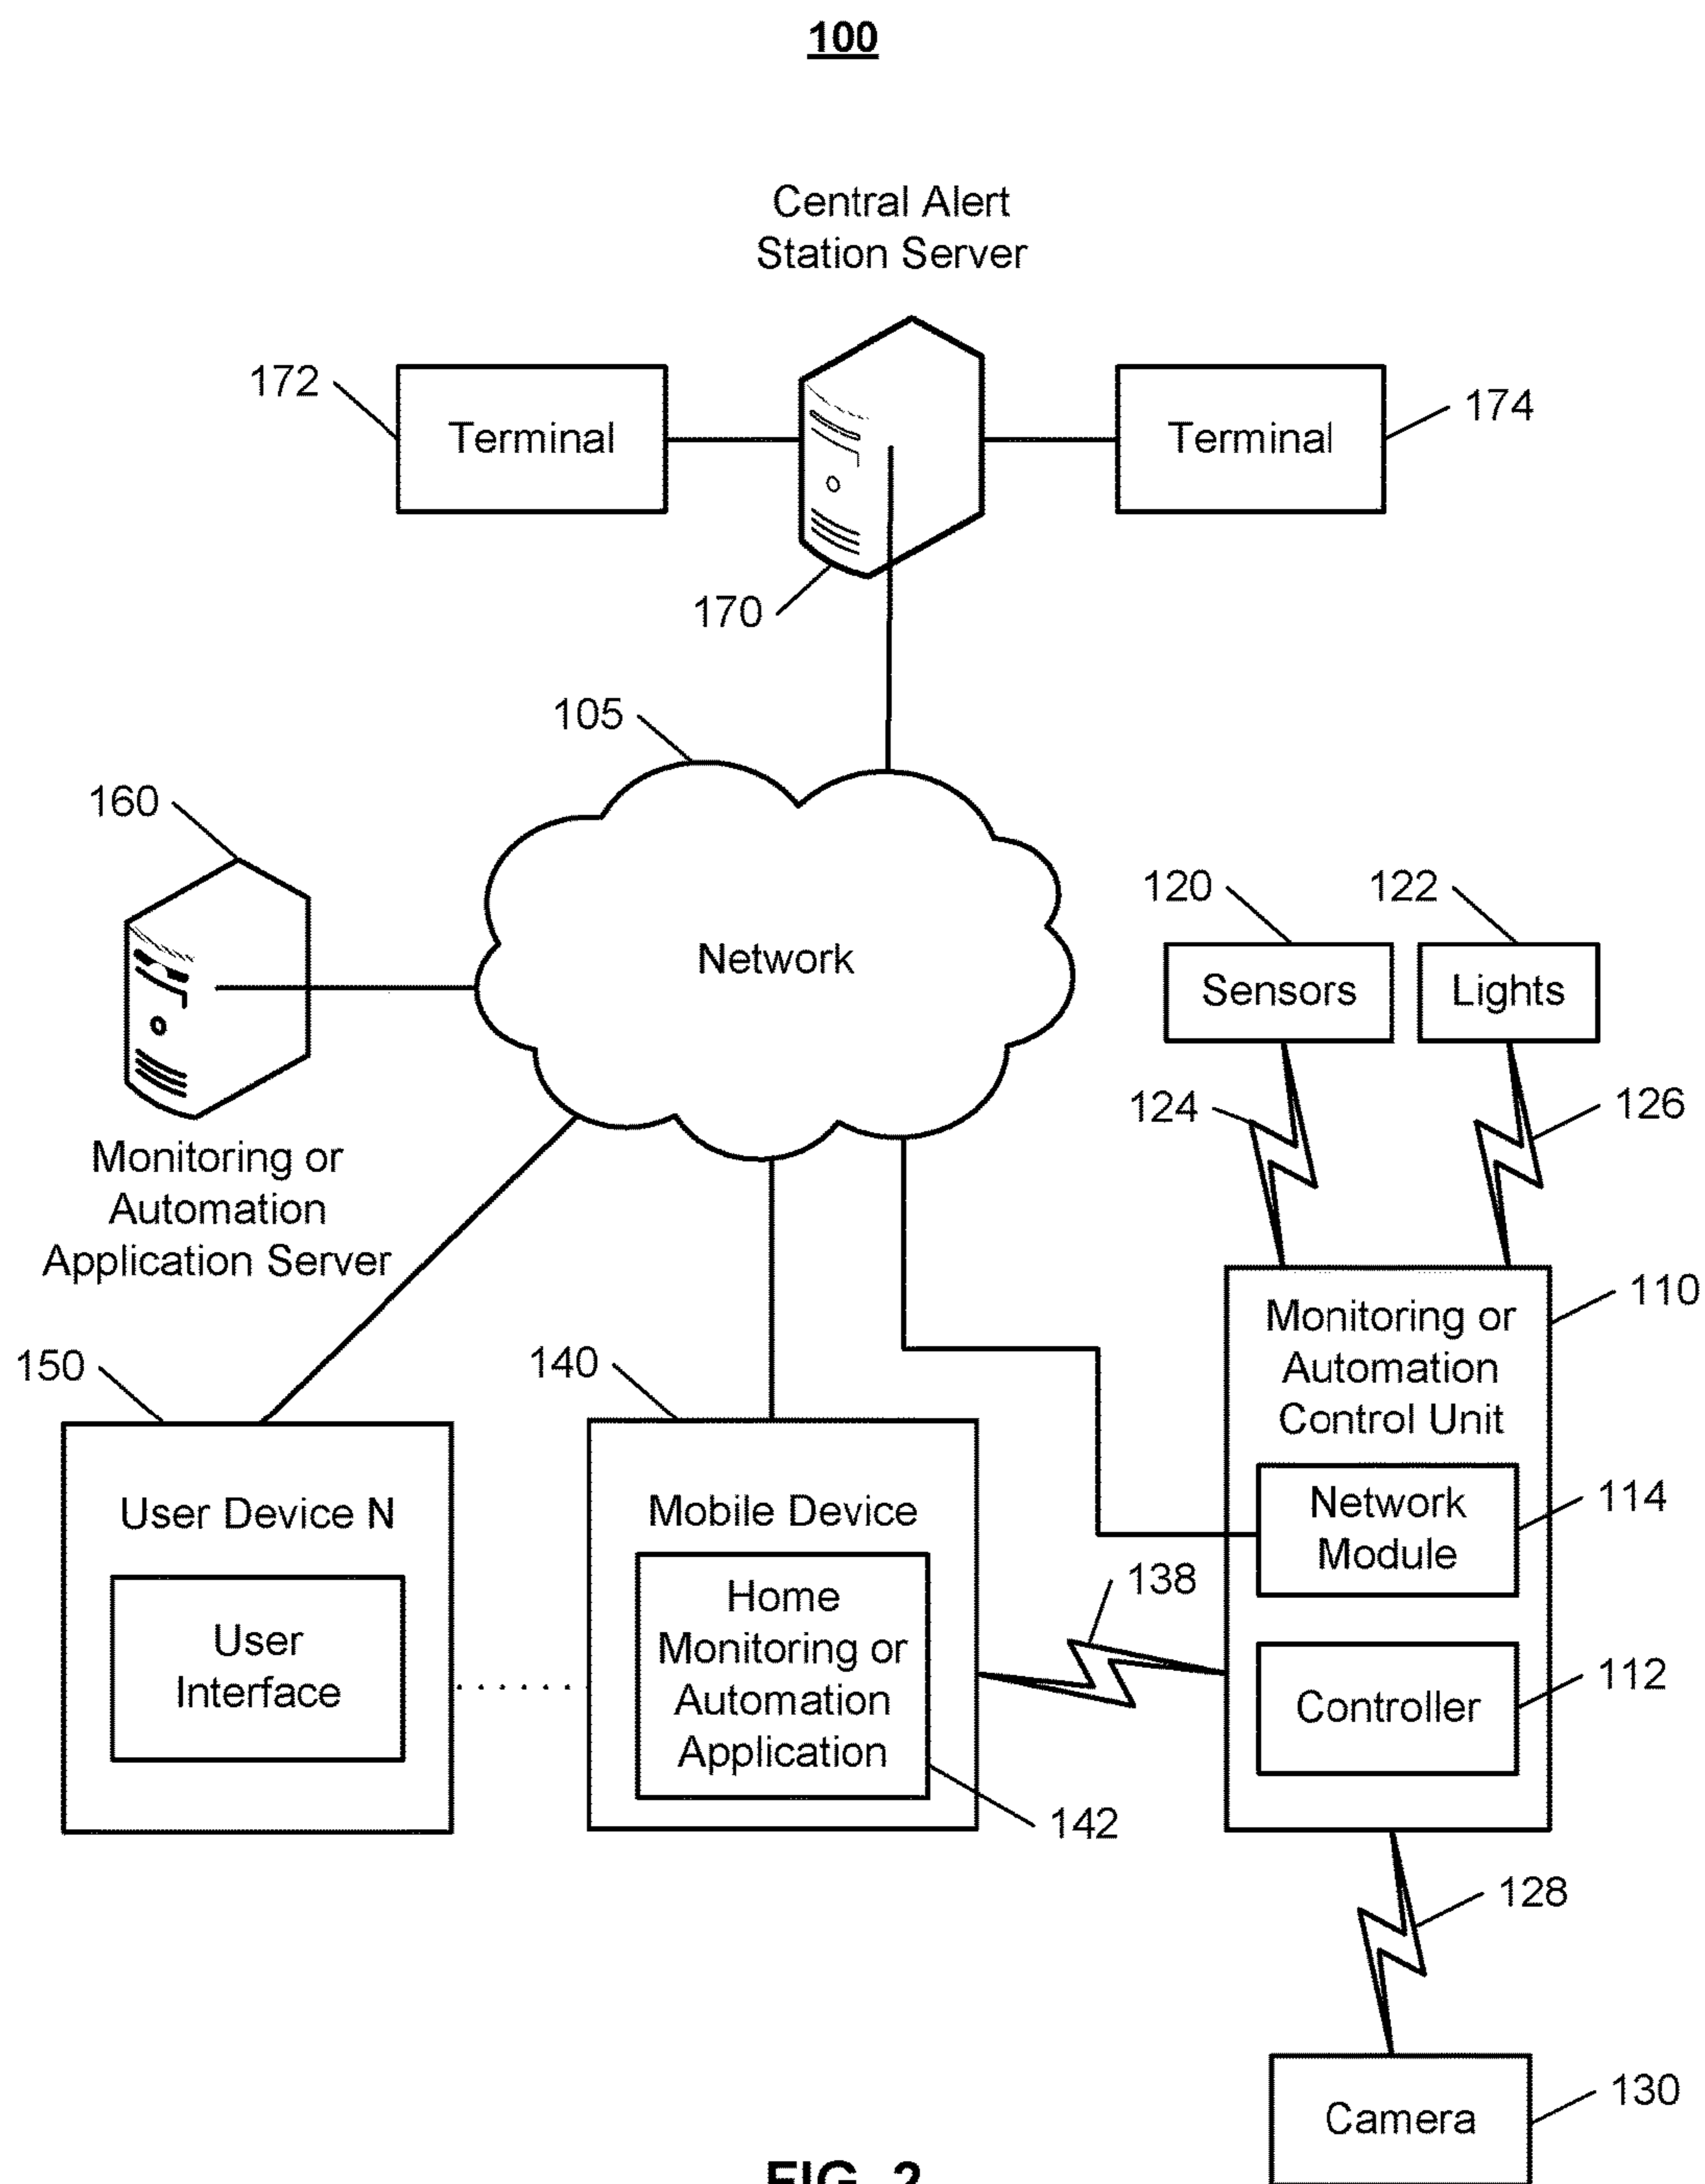 100
Central Alert
Station Server
172
Terminal
Terminal
174
170
105
160
Network
120
122
Sensors
Lights
124
126
Monitoring or
Automation
Application Server
110
Monitoring or
Automation
Control Unit
150
140
114
Network
Module
User Device N
Mobile Device
138
Home
Monitoring or
Automation
Application
User
Interface
112
Controller
142
128
130
Camera
FIG. 2